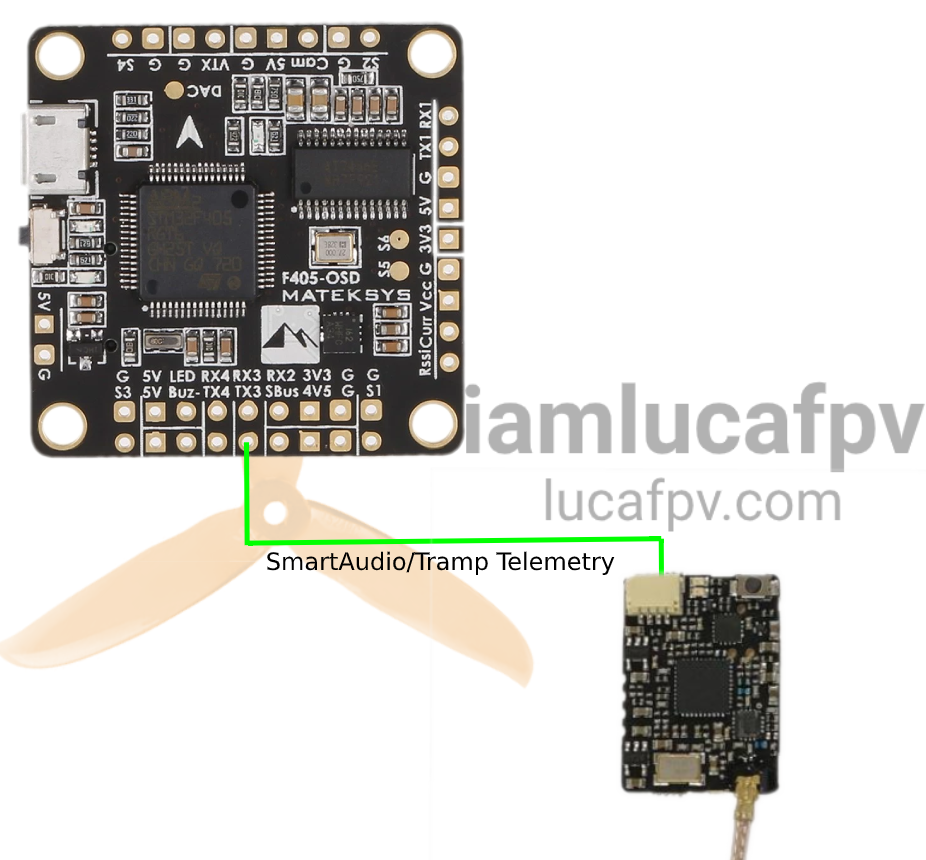 S4 G G VTX G 5V Cam G S2
DAC
RX1
TX1
G
5V
3V3
G
Vcc
Curr
Rssi
S6
S5
F405-OSD
MATEKSYS
5V
G
G 5V LED RX4 RX3 RX2 3V3 G G
S3 5V Buz- TX4 TX3 SBus 4V5 G S1
iamlucafpv
lucafpv.com
SmartAudio/Tramp Telemetry